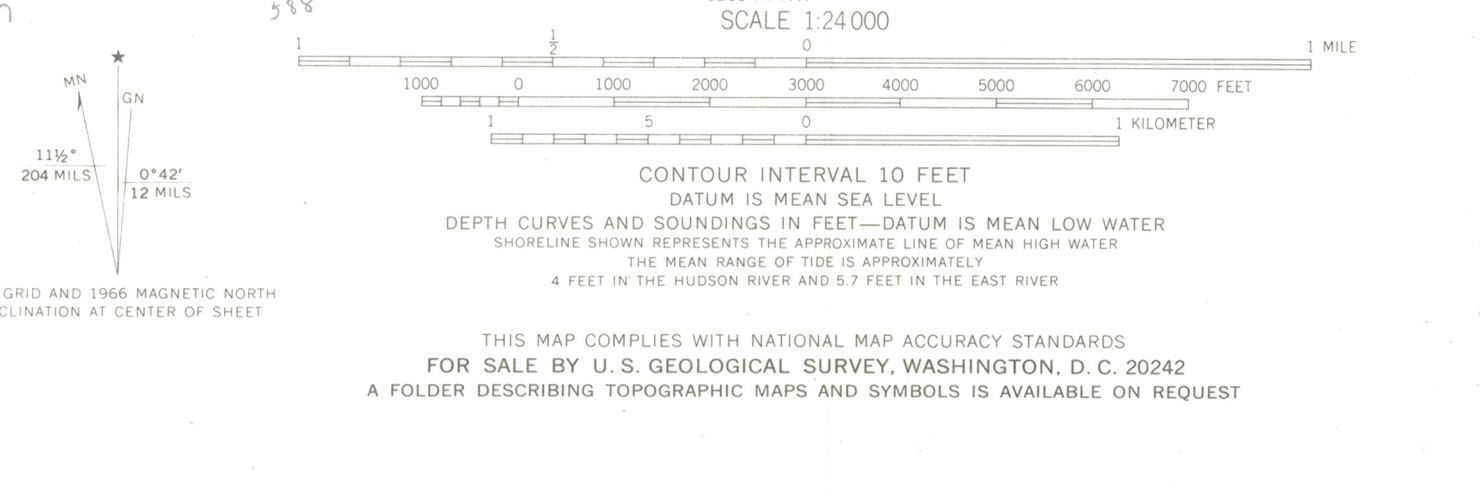 588
SCALE 1:24 000
1 1/2 0 1 MILE
1000 0 1000 2000 3000 4000 5000 6000 7000 FEET
1 5 0 1 KILOMETER
CONTOUR INTERVAL 10 FEET
DATUM IS MEAN SEA LEVEL
DEPTH CURVES AND SOUNDINGS IN FEET—DATUM IS MEAN LOW WATER
SHORELINE SHOWN REPRESENTS THE APPROXIMATE LINE OF MEAN HIGH WATER
THE MEAN RANGE OF TIDE IS APPROXIMATELY
4 FEET IN THE HUDSON RIVER AND 5.7 FEET IN THE EAST RIVER
THIS MAP COMPLIES WITH NATIONAL MAP ACCURACY STANDARDS
FOR SALE BY U. S. GEOLOGICAL SURVEY, WASHINGTON, D. C. 20242
A FOLDER DESCRIBING TOPOGRAPHIC MAPS AND SYMBOLS IS AVAILABLE ON REQUEST
★
MN
GN
11½°
204 MILS
0°42′
12 MILS
GRID AND 1966 MAGNETIC NORTH
CLINATION AT CENTER OF SHEET